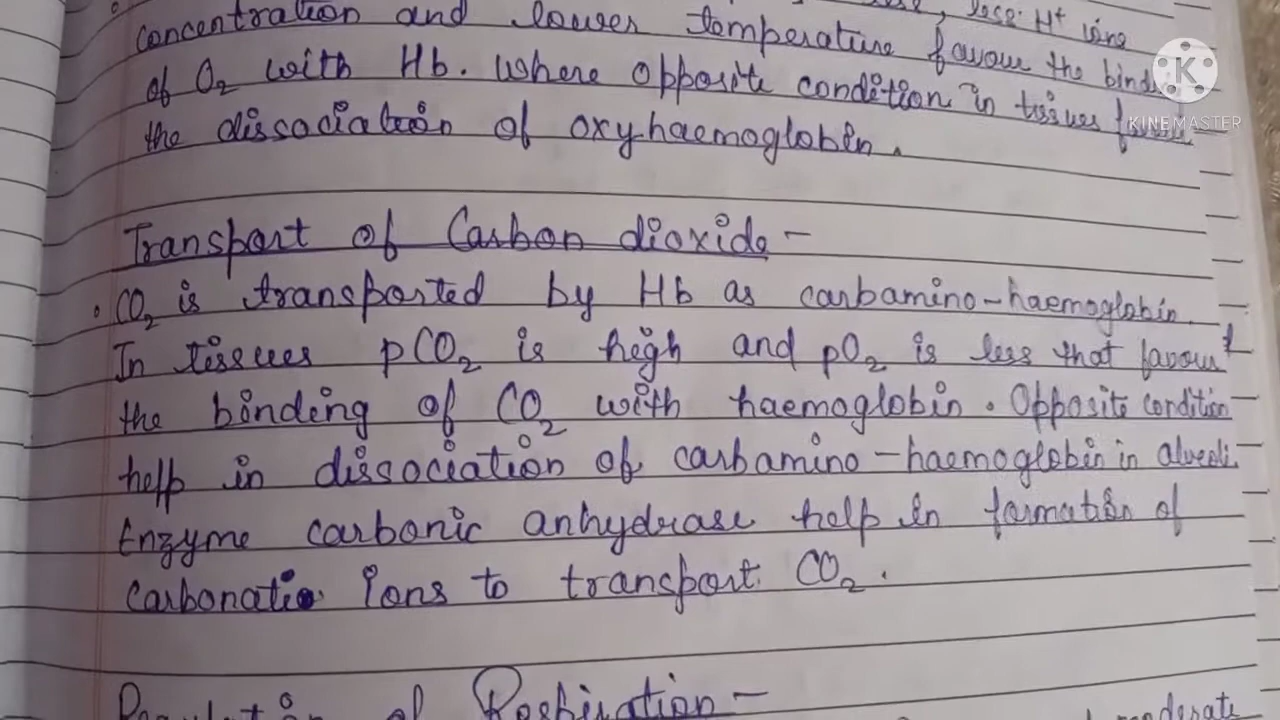 less H+ ions
concentration and lower temperature favour the
of O2 with Hb. Where opposite condition in tissues
the dissociation of oxyhaemoglobin.
Transport of Carbon dioxide -
• CO2 is transported by Hb as carbamino-haemoglobin.
In tissues pCO2 is high and pO2 is less that favour
the binding of CO2 with haemoglobin. Opposite condition
help in dissociation of carbamino-haemoglobin in alveoli.
Enzyme carbonic anhydrase help in formation of
ions to transport CO2.
of Respiration -
K
KINEMASTER